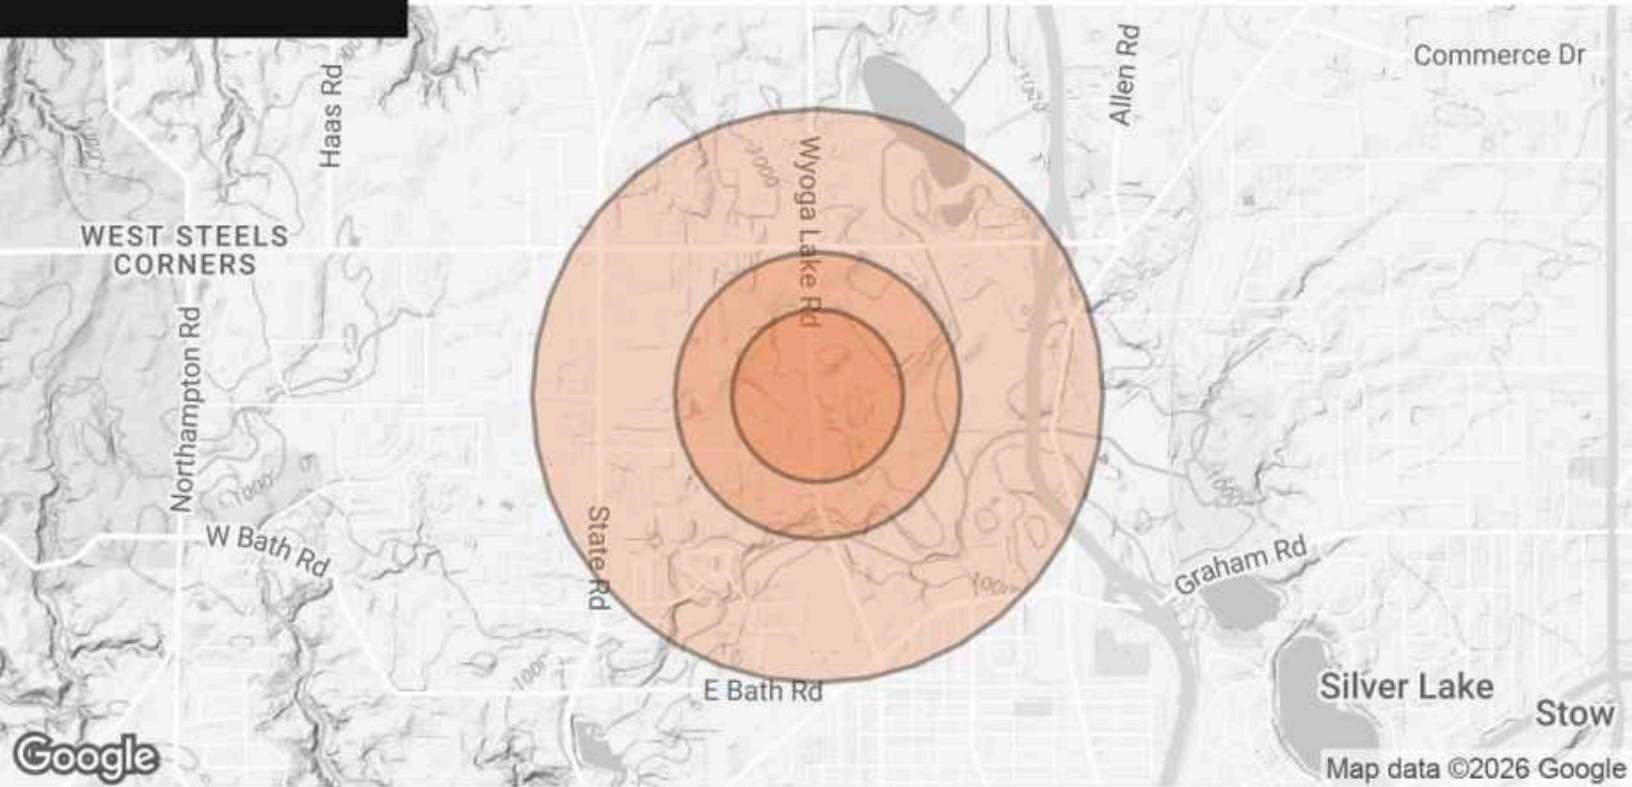 Commerce Dr
Allen Rd
Haas Rd
Wyoga Lake Rd
WEST STEELS
CORNERS
Northampton Rd
1000
W Bath Rd
State Rd
Graham Rd
E Bath Rd
Silver Lake
Stow
Google
Map data ©2026 Google